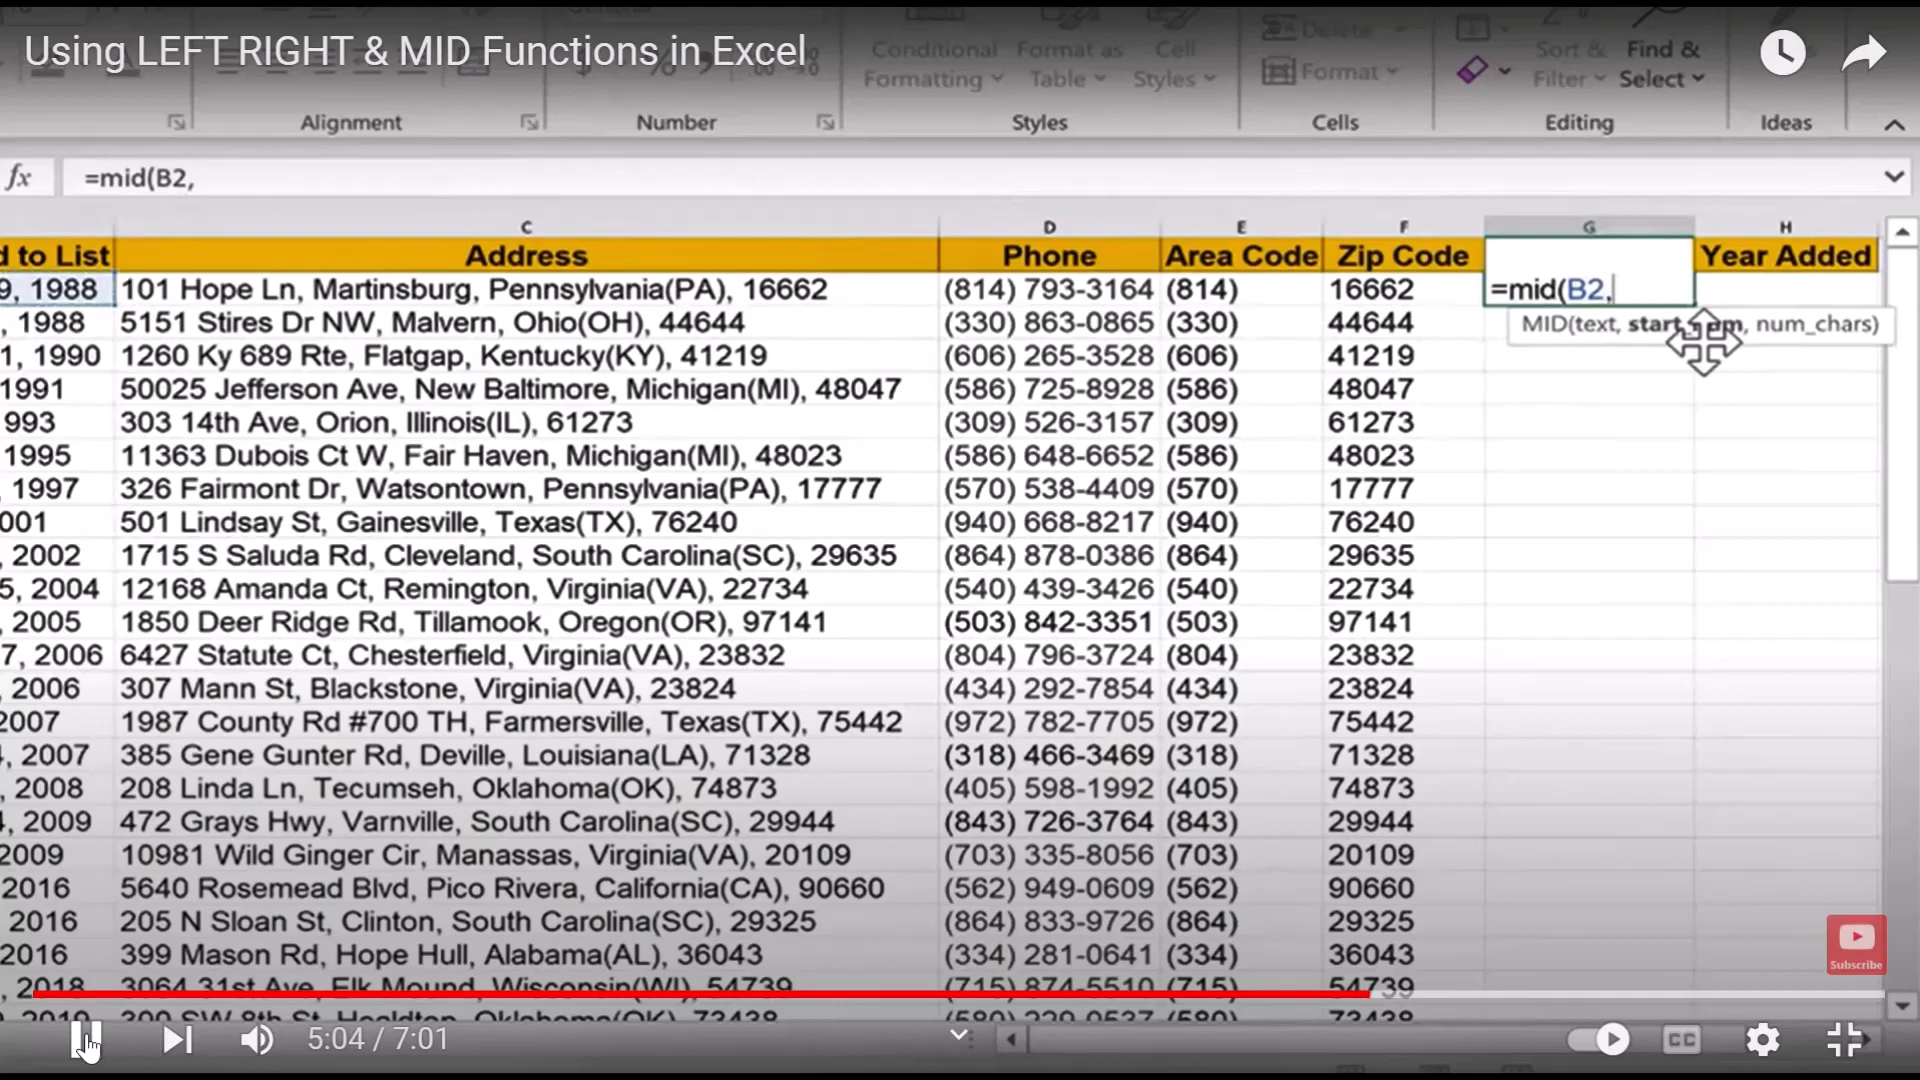 Using LEFT RIGHT & MID Functions in Excel
Conditional Formatting
Format as Table
Cell Styles
Delete
Format
Sort & Filter
Find & Select
Alignment
Number
Styles
Cells
Editing
Ideas
fx =mid(B2,
C D E F G H
d to List Address Phone Area Code Zip Code Year Added
9, 1988 101 Hope Ln, Martinsburg, Pennsylvania(PA), 16662 (814) 793-3164 (814) 16662 =mid(B2,
, 1988 5151 Stires Dr NW, Malvern, Ohio(OH), 44644 (330) 863-0865 (330) 44644 MID(text, start_num, num_chars)
1, 1990 1260 Ky 689 Rte, Flatgap, Kentucky(KY), 41219 (606) 265-3528 (606) 41219
1991 50025 Jefferson Ave, New Baltimore, Michigan(MI), 48047 (586) 725-8928 (586) 48047
993 303 14th Ave, Orion, Illinois(IL), 61273 (309) 526-3157 (309) 61273
1995 11363 Dubois Ct W, Fair Haven, Michigan(MI), 48023 (586) 648-6652 (586) 48023
, 1997 326 Fairmont Dr, Watsontown, Pennsylvania(PA), 17777 (570) 538-4409 (570) 17777
001 501 Lindsay St, Gainesville, Texas(TX), 76240 (940) 668-8217 (940) 76240
, 2002 1715 S Saluda Rd, Cleveland, South Carolina(SC), 29635 (864) 878-0386 (864) 29635
5, 2004 12168 Amanda Ct, Remington, Virginia(VA), 22734 (540) 439-3426 (540) 22734
, 2005 1850 Deer Ridge Rd, Tillamook, Oregon(OR), 97141 (503) 842-3351 (503) 97141
7, 2006 6427 Statute Ct, Chesterfield, Virginia(VA), 23832 (804) 796-3724 (804) 23832
, 2006 307 Mann St, Blackstone, Virginia(VA), 23824 (434) 292-7854 (434) 23824
2007 1987 County Rd #700 TH, Farmersville, Texas(TX), 75442 (972) 782-7705 (972) 75442
4, 2007 385 Gene Gunter Rd, Deville, Louisiana(LA), 71328 (318) 466-3469 (318) 71328
, 2008 208 Linda Ln, Tecumseh, Oklahoma(OK), 74873 (405) 598-1992 (405) 74873
4, 2009 472 Grays Hwy, Varnville, South Carolina(SC), 29944 (843) 726-3764 (843) 29944
2009 10981 Wild Ginger Cir, Manassas, Virginia(VA), 20109 (703) 335-8056 (703) 20109
2016 5640 Rosemead Blvd, Pico Rivera, California(CA), 90660 (562) 949-0609 (562) 90660
, 2016 205 N Sloan St, Clinton, South Carolina(SC), 29325 (864) 833-9726 (864) 29325
2016 399 Mason Rd, Hope Hull, Alabama(AL), 36043 (334) 281-0641 (334) 36043
, 2018 3064 31st Ave, Elk Mound, Wisconsin(WI), 54739 (715) 874-5510 (715) 54739
Subscribe
5:04 / 7:01
CC